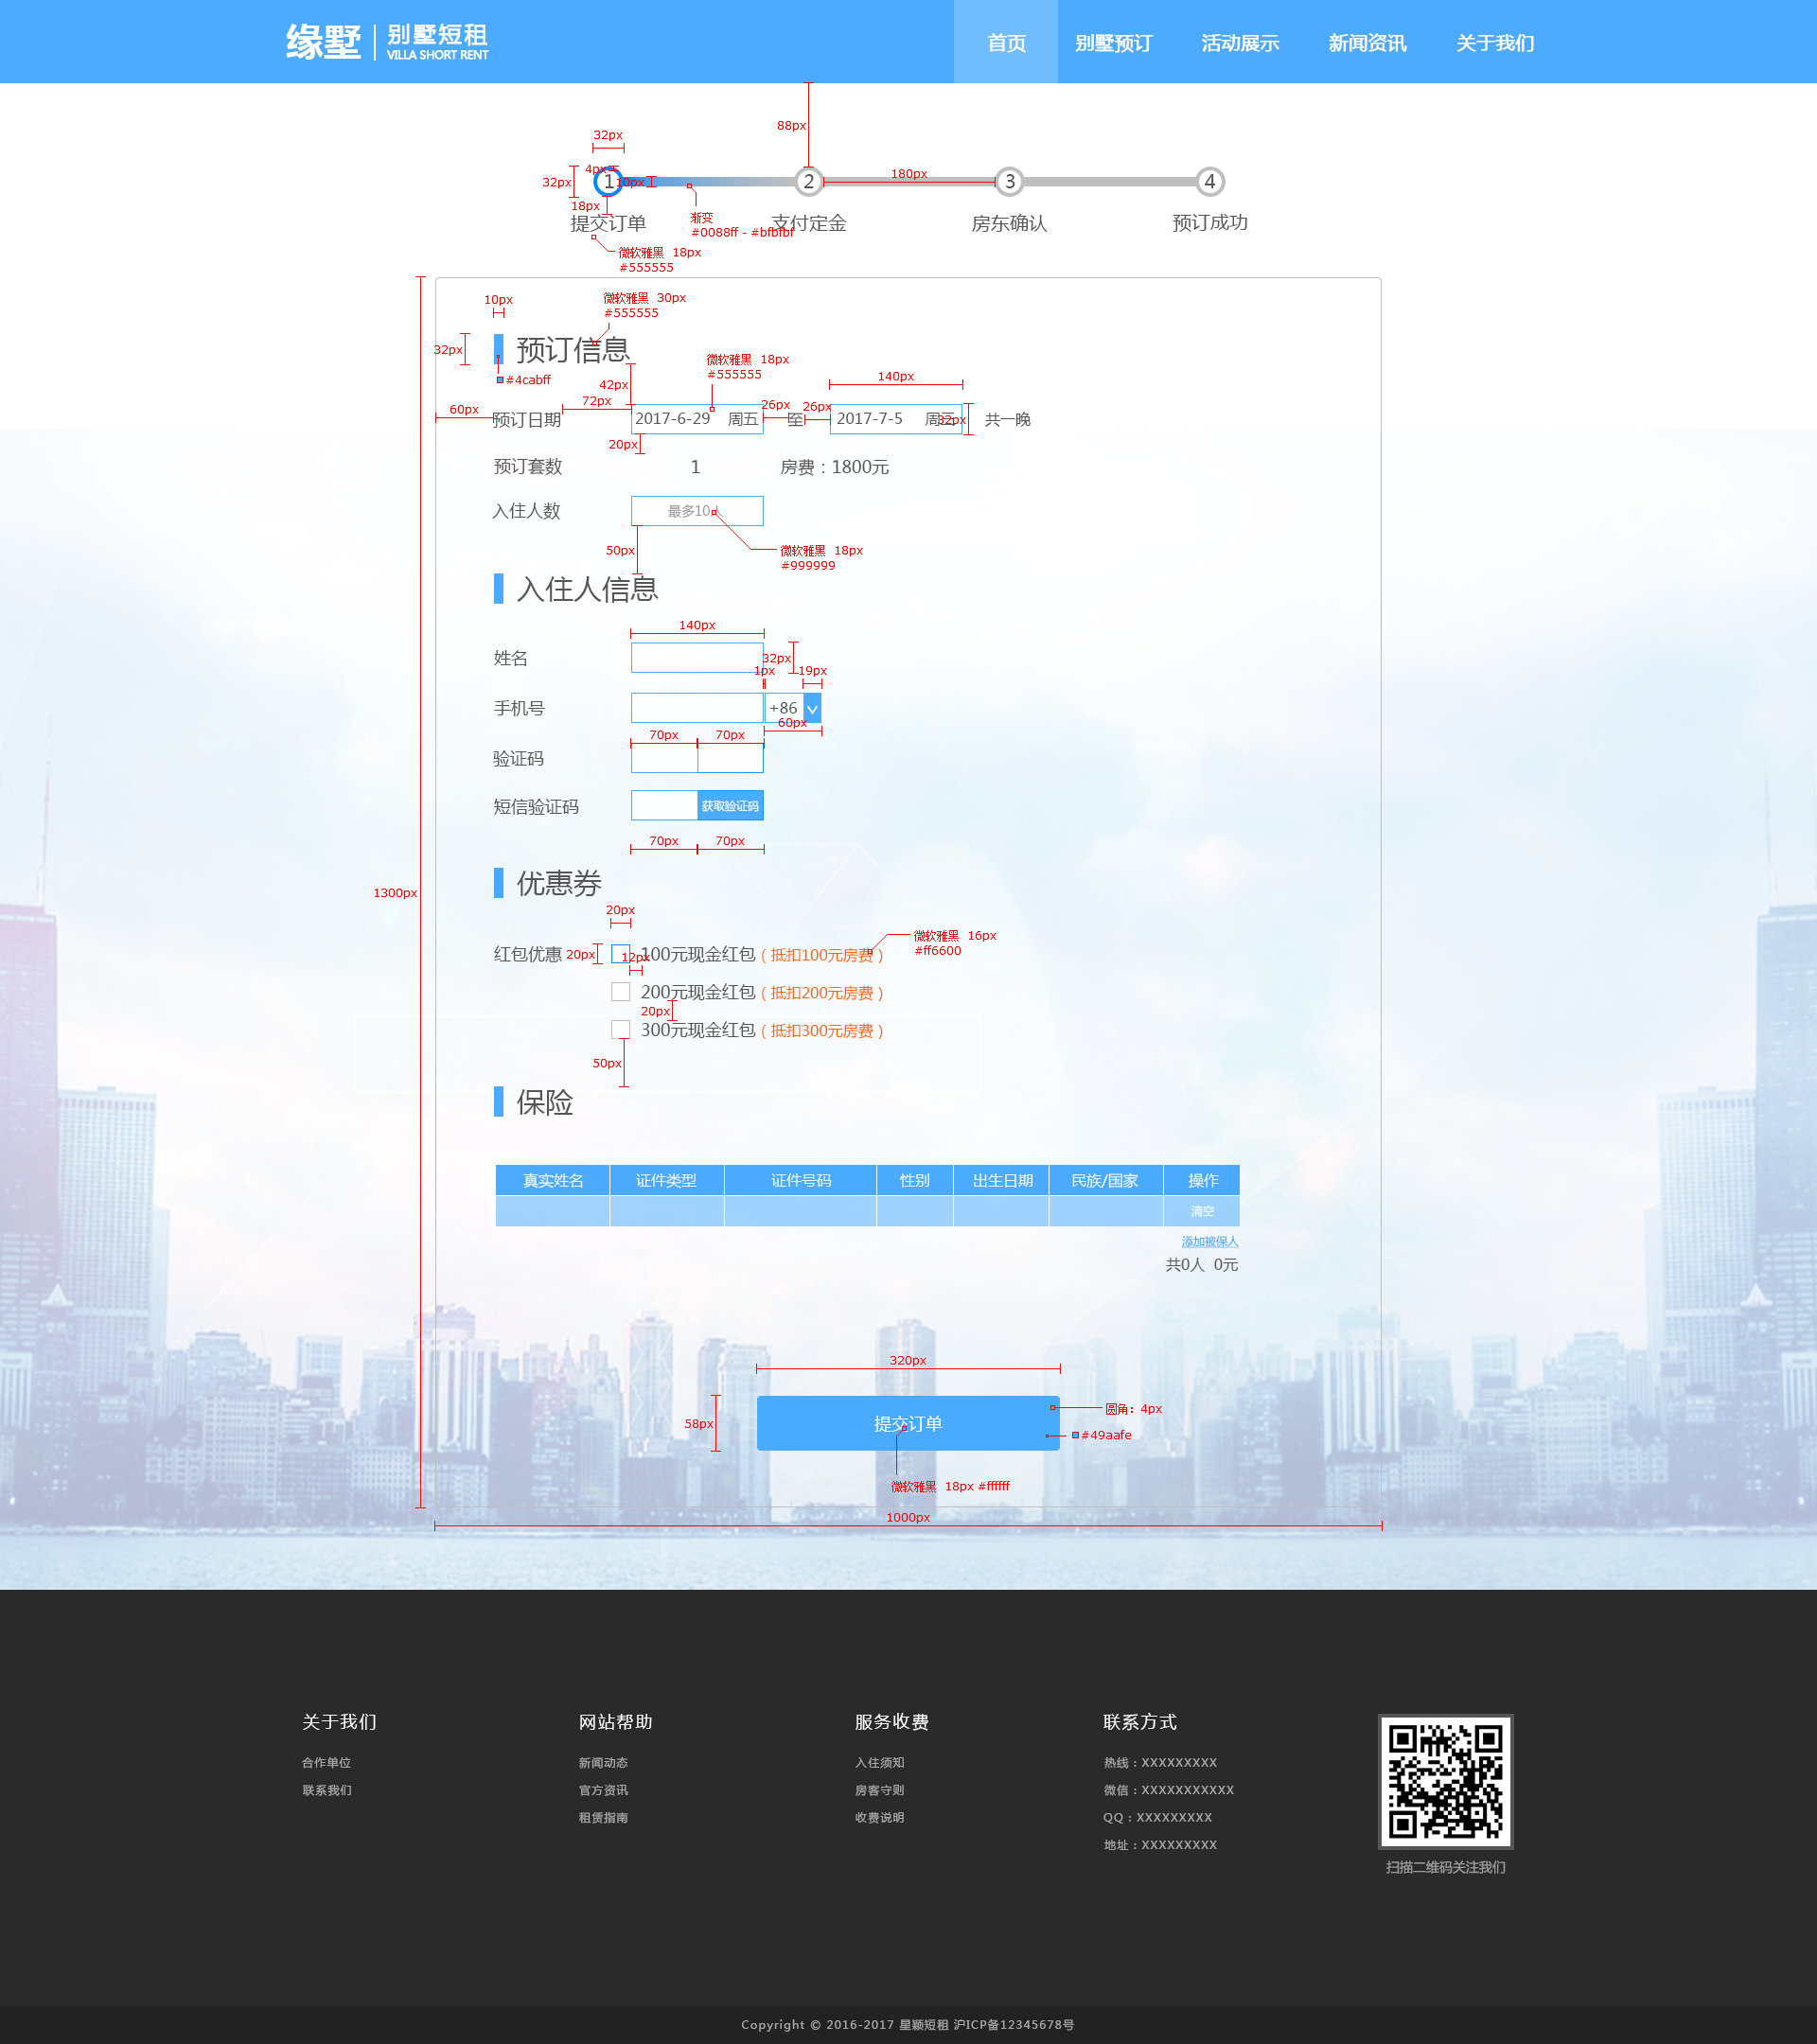 缘墅 别墅短租 首页 别墅预订 活动展示 新闻资讯 关于我们
VILLA SHORT RENT
88px
32px
4px
32px 1 10px 2 180px 3 4
18px
提交订单 渐变 支付定金 房东确认 预订成功
#0088ff - #bfbfbf
微软雅黑 18px
#555555
10px 微软雅黑 30px
#555555
32px 预订信息
微软雅黑 18px
#555555
#4cabff 42px 140px
60px 72px 26px 26px
预订日期 2017-6-29 周五 至 2017-7-5 周三 32px 共一晚
20px
预订套数 1 房费：1800元
入住人数 最多10人
50px 微软雅黑 18px
#999999
入住人信息
140px
姓名 32px
1px 19px
手机号 +86
60px
70px 70px
验证码
短信验证码 获取验证码
70px 70px
优惠券
1300px
20px
微软雅黑 16px
#ff6600
红包优惠 20px 100元现金红包（抵扣100元房费）
12px
200元现金红包（抵扣200元房费）
20px
300元现金红包（抵扣300元房费）
50px
保险
真实姓名 证件类型 证件号码 性别 出生日期 民族/国家 操作
清空
添加被保人
共0人 0元
320px
圆角：4px
58px 提交订单
#49aafe
微软雅黑 18px #ffffff
1000px
关于我们 网站帮助 服务收费 联系方式
合作单位 新闻动态 入住须知 热线：XXXXXXXXX
联系我们 官方资讯 房客守则 微信：XXXXXXXXXXX
租赁指南 收费说明 QQ：XXXXXXXXX
地址：XXXXXXXXX
扫描二维码关注我们
Copyright © 2016-2017 星颖短租 沪ICP备12345678号